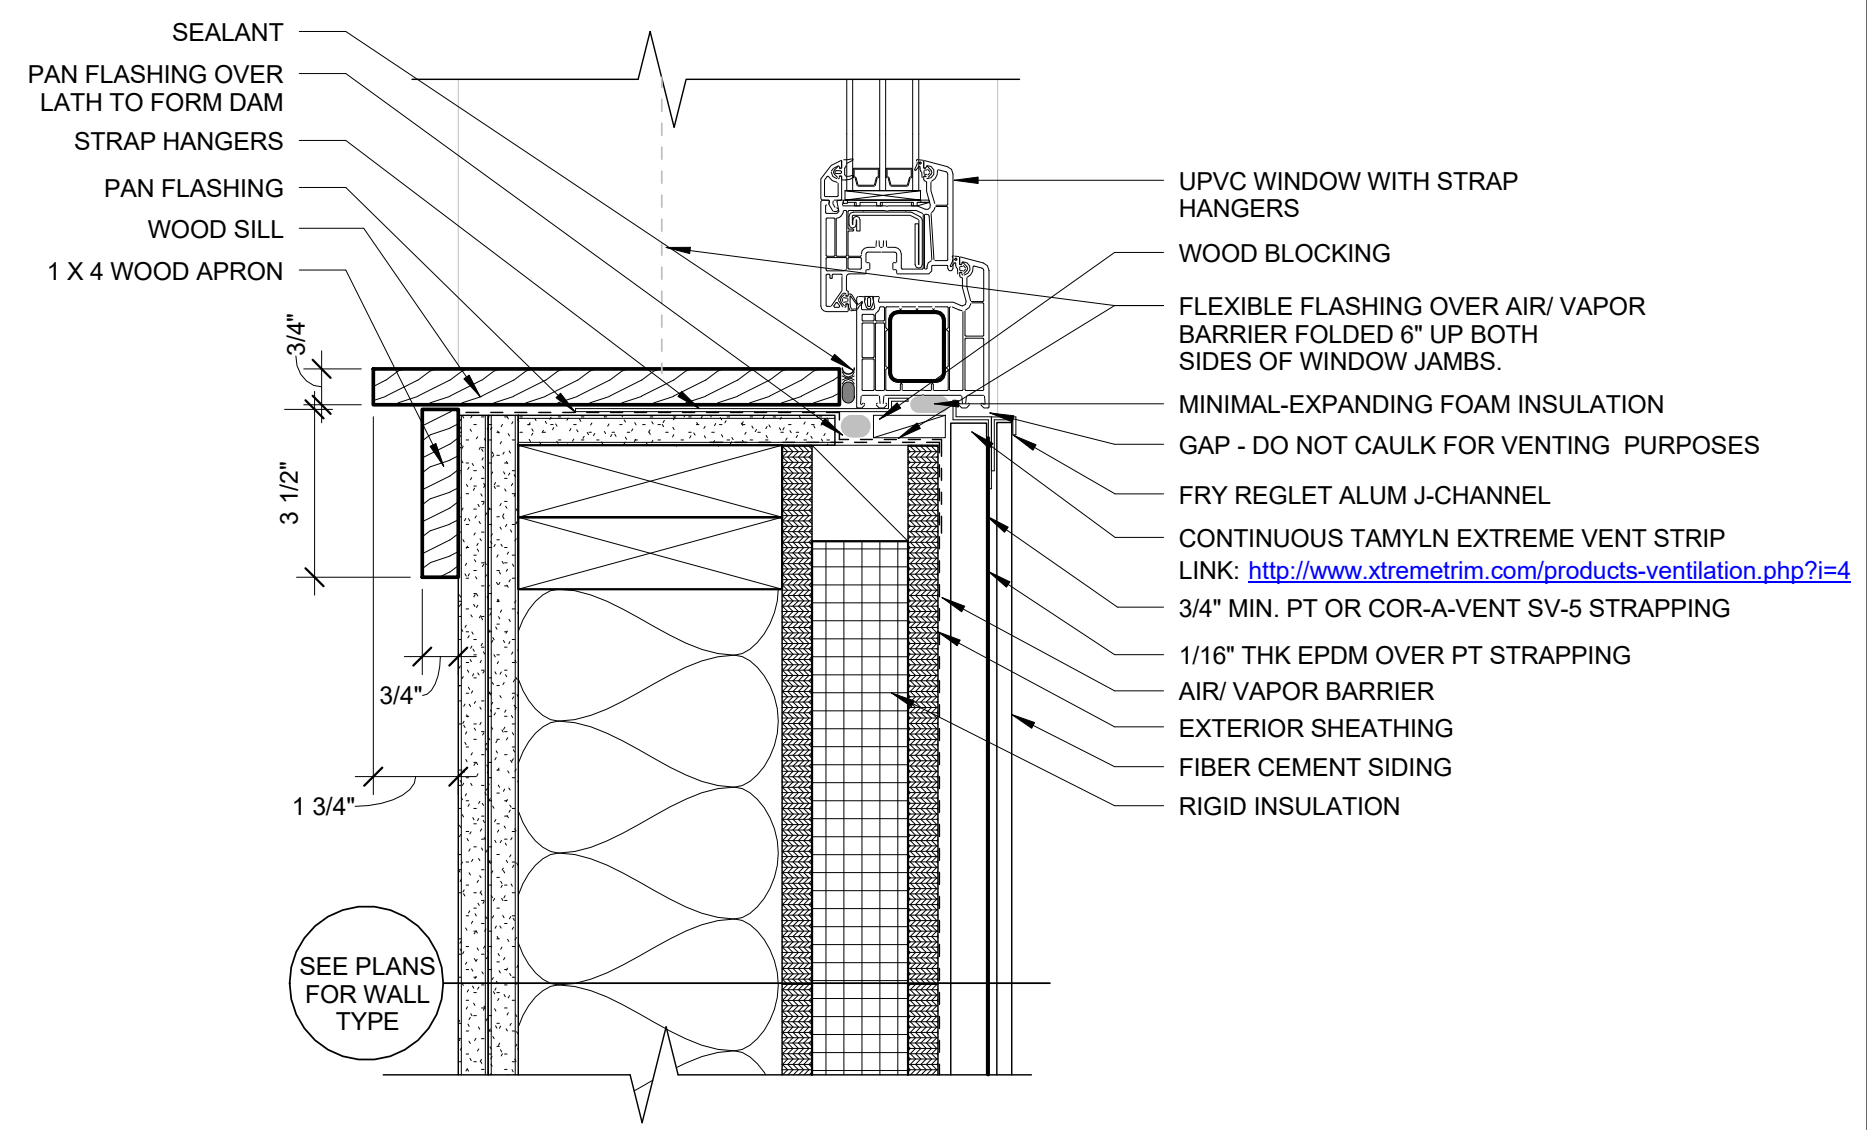 SEALANT
PAN FLASHING OVER
LATH TO FORM DAM
STRAP HANGERS
PAN FLASHING
WOOD SILL
1 X 4 WOOD APRON
3/4"
3 1/2"
3/4"
1 3/4"
SEE PLANS
FOR WALL
TYPE
UPVC WINDOW WITH STRAP
HANGERS
WOOD BLOCKING
FLEXIBLE FLASHING OVER AIR/ VAPOR
BARRIER FOLDED 6" UP BOTH
SIDES OF WINDOW JAMBS.
MINIMAL-EXPANDING FOAM INSULATION
GAP - DO NOT CAULK FOR VENTING PURPOSES
FRY REGLET ALUM J-CHANNEL
CONTINUOUS TAMYLN EXTREME VENT STRIP
LINK: http://www.xtremetrim.com/products-ventilation.php?i=4
3/4" MIN. PT OR COR-A-VENT SV-5 STRAPPING
1/16" THK EPDM OVER PT STRAPPING
AIR/ VAPOR BARRIER
EXTERIOR SHEATHING
FIBER CEMENT SIDING
RIGID INSULATION